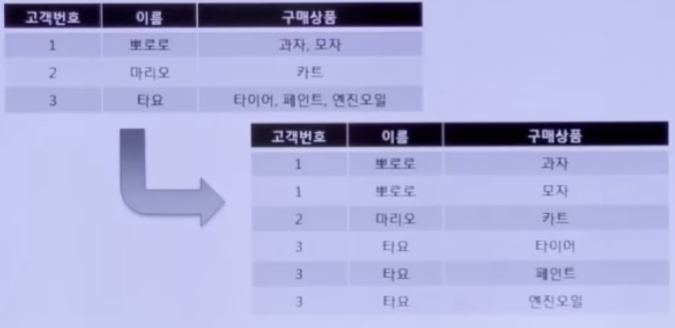 고객번호 이름 구매상품
1 뽀로로 과자, 모자
2 마리오 카트
3 타요 타이어, 페인트, 엔진오일
고객번호 이름 구매상품
1 뽀로로 과자
1 뽀로로 모자
2 마리오 카트
3 타요 타이어
3 타요 페인트
3 타요 엔진오일